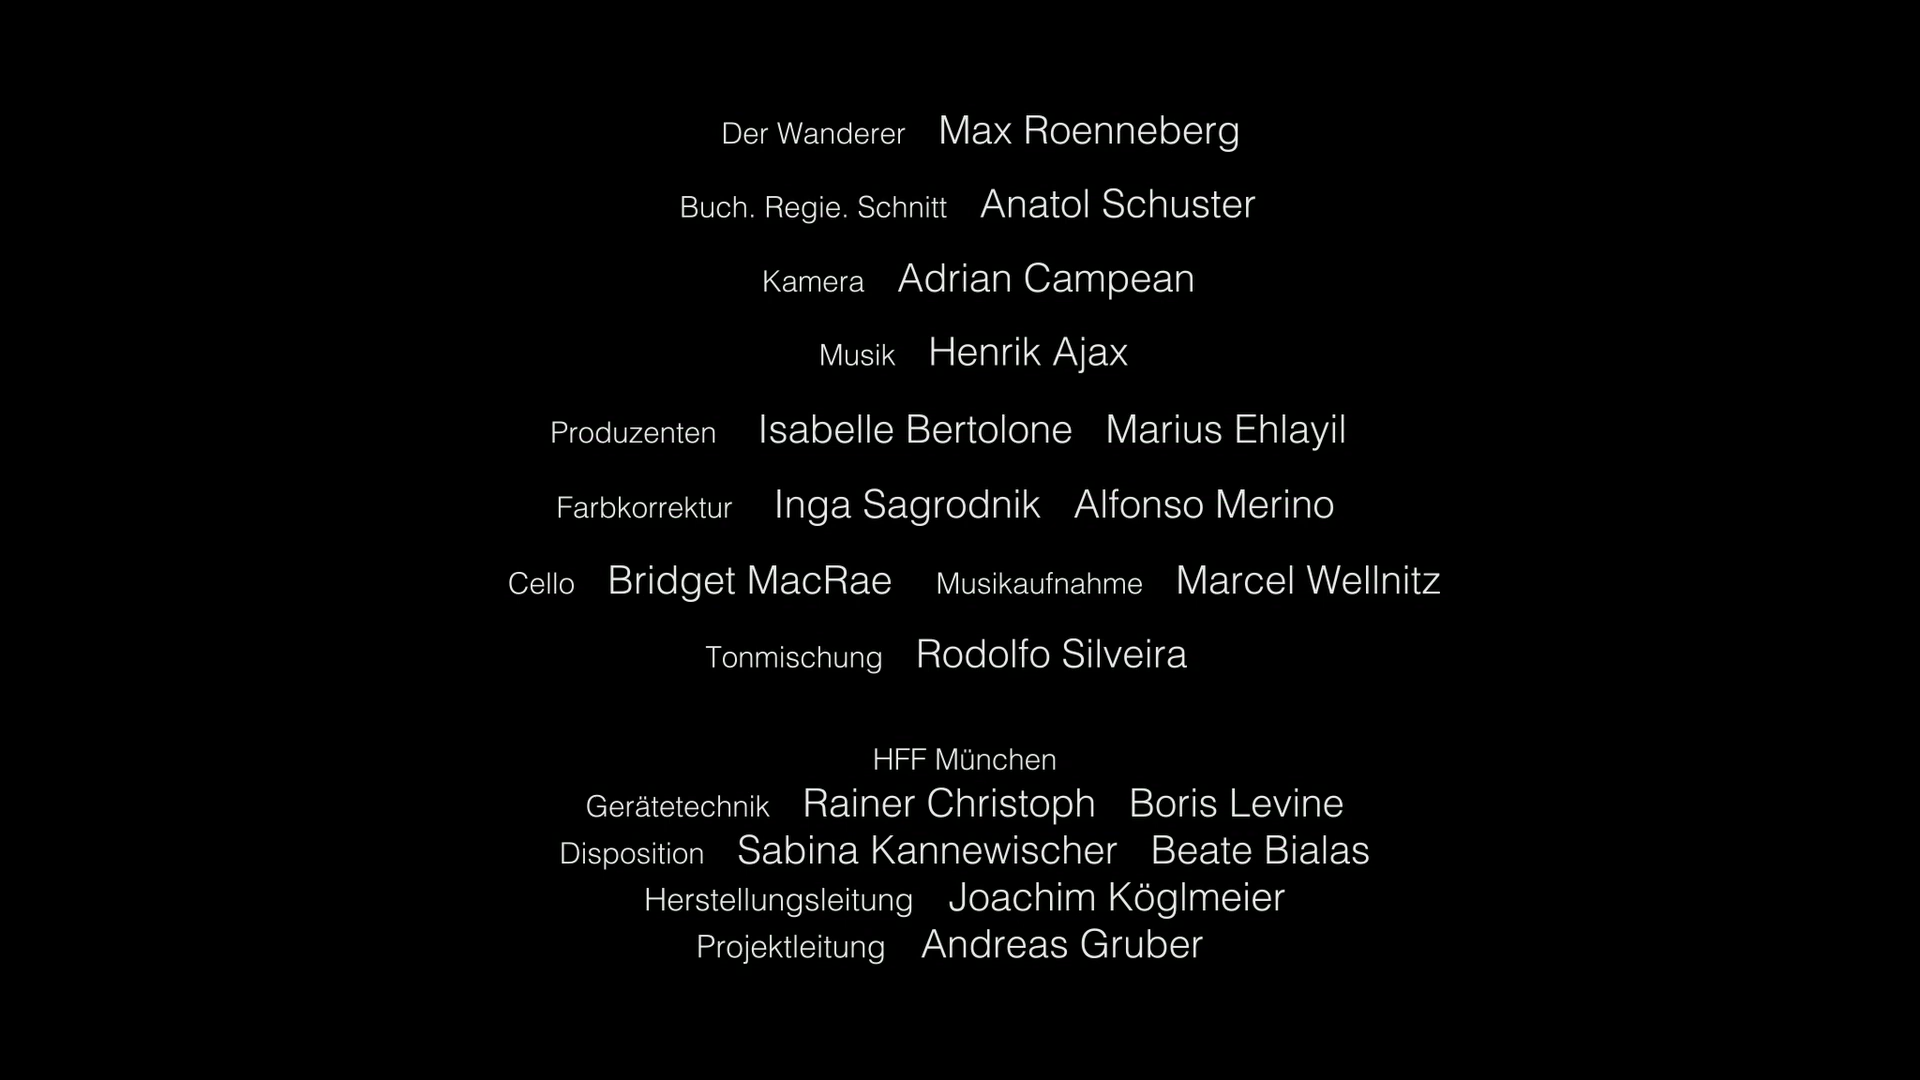 Der Wanderer Max Roenneberg
Buch. Regie. Schnitt Anatol Schuster
Kamera Adrian Campean
Musik Henrik Ajax
Produzenten Isabelle Bertolone Marius Ehlayil
Farbkorrektur Inga Sagrodnik Alfonso Merino
Cello Bridget MacRae Musikaufnahme Marcel Wellnitz
Tonmischung Rodolfo Silveira
HFF München
Gerätetechnik Rainer Christoph Boris Levine
Disposition Sabina Kannewischer Beate Bialas
Herstellungsleitung Joachim Köglmeier
Projektleitung Andreas Gruber